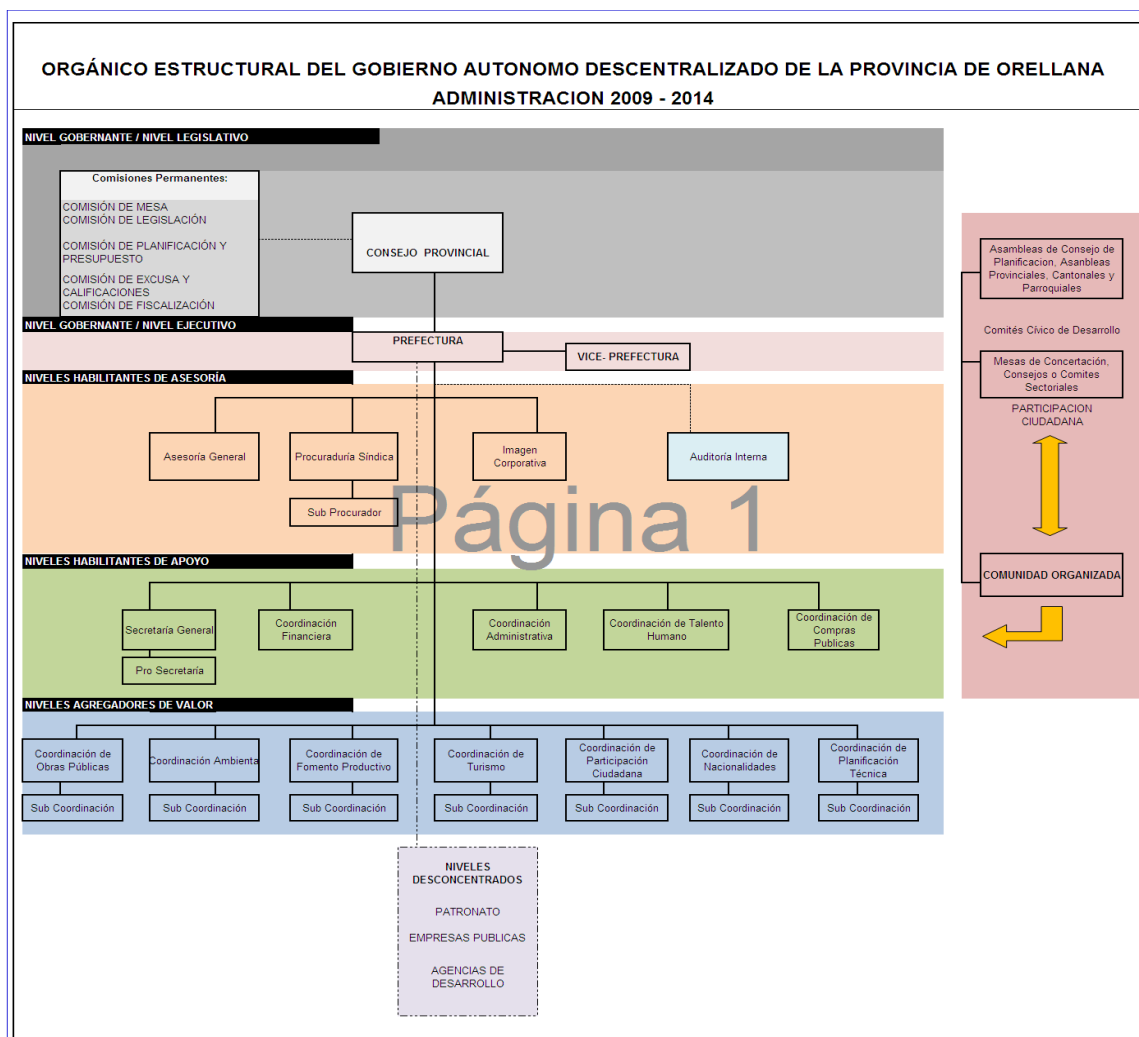 ORGÁNICO ESTRUCTURAL DEL GOBIERNO AUTONOMO DESCENTRALIZADO DE LA PROVINCIA DE ORELLANA
ADMINISTRACION 2009 - 2014
NIVEL GOBERNANTE / NIVEL LEGISLATIVO
Comisiones Permanentes:
COMISIÓN DE MESA
COMISIÓN DE LEGISLACIÓN
COMISIÓN DE PLANIFICACIÓN Y
PRESUPUESTO
COMISIÓN DE EXCUSA Y
CALIFICACIONES
COMISIÓN DE FISCALIZACIÓN
CONSEJO PROVINCIAL
NIVEL GOBERNANTE / NIVEL EJECUTIVO
PREFECTURA
VICE- PREFECTURA
NIVELES HABILITANTES DE ASESORÍA
Asesoría General
Procuraduría Síndica
Imagen
Corporativa
Auditoría Interna
Sub Procurador
Página 1
NIVELES HABILITANTES DE APOYO
Secretaría General
Coordinación
Financiera
Coordinación
Administrativa
Coordinación de Talento
Humano
Coordinación de
Compras
Publicas
Pro Secretaría
NIVELES AGREGADORES DE VALOR
Coordinación de
Obras Públicas
Coordinación Ambienta
Coordinación de
Fomento Productivo
Coordinación de
Turismo
Coordinación de
Participación
Ciudadana
Coordinación de
Nacionalidades
Coordinación de
Planificación
Técnica
Sub Coordinación
Sub Coordinación
Sub Coordinación
Sub Coordinación
Sub Coordinación
Sub Coordinación
Sub Coordinación
NIVELES
DESCONCENTRADOS
PATRONATO
EMPRESAS PUBLICAS
AGENCIAS DE
DESARROLLO
Asambleas de Consejo de
Planificacion, Asanbleas
Provinciales, Cantonales y
Parroquiales
Comités Cívico de Desarrollo
Mesas de Concertación,
Consejos o Comites
Sectoriales
PARTICIPACION
CIUDADANA
COMUNIDAD ORGANIZADA